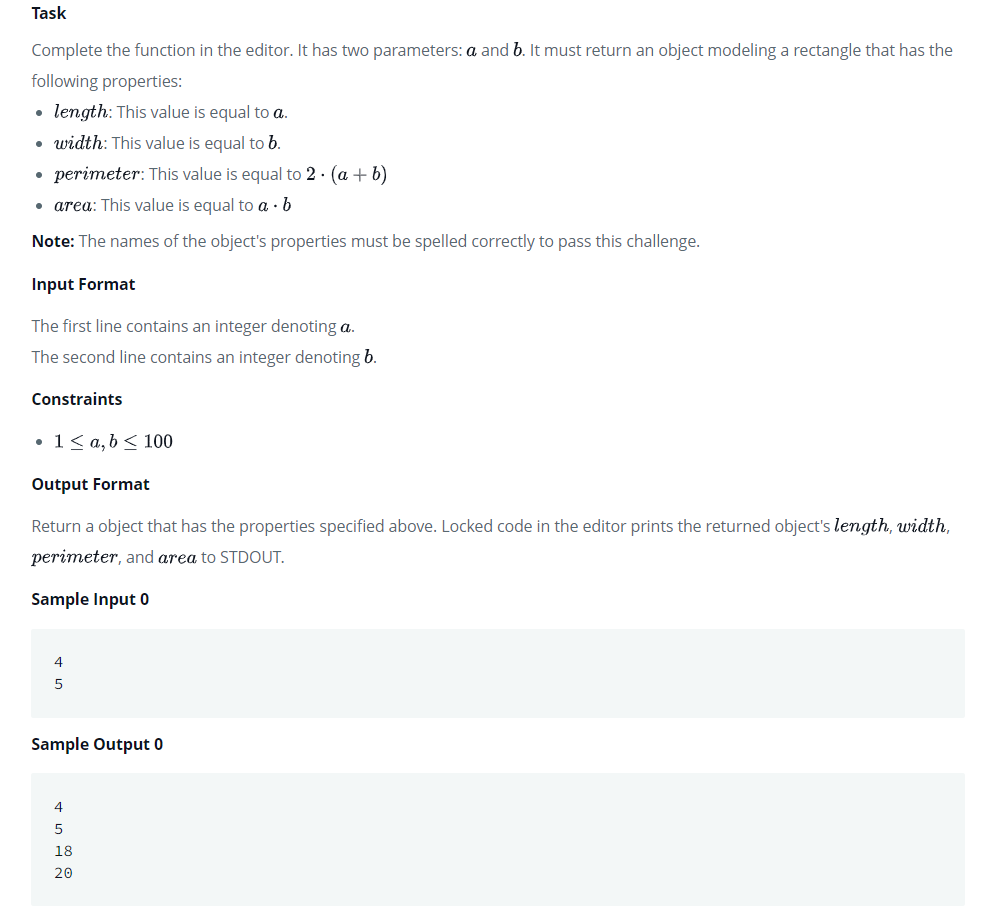 Task
Complete the function in the editor. It has two parameters: a and b. It must return an object modeling a rectangle that has the
following properties:
• length: This value is equal to a.
• width: This value is equal to b.
• perimeter: This value is equal to 2 · (a + b)
• area: This value is equal to a · b
Note: The names of the object's properties must be spelled correctly to pass this challenge.
Input Format
The first line contains an integer denoting a.
The second line contains an integer denoting b.
Constraints
• 1 ≤ a, b ≤ 100
Output Format
Return a object that has the properties specified above. Locked code in the editor prints the returned object's length, width,
perimeter, and area to STDOUT.
Sample Input 0
4
5
Sample Output 0
4
5
18
20